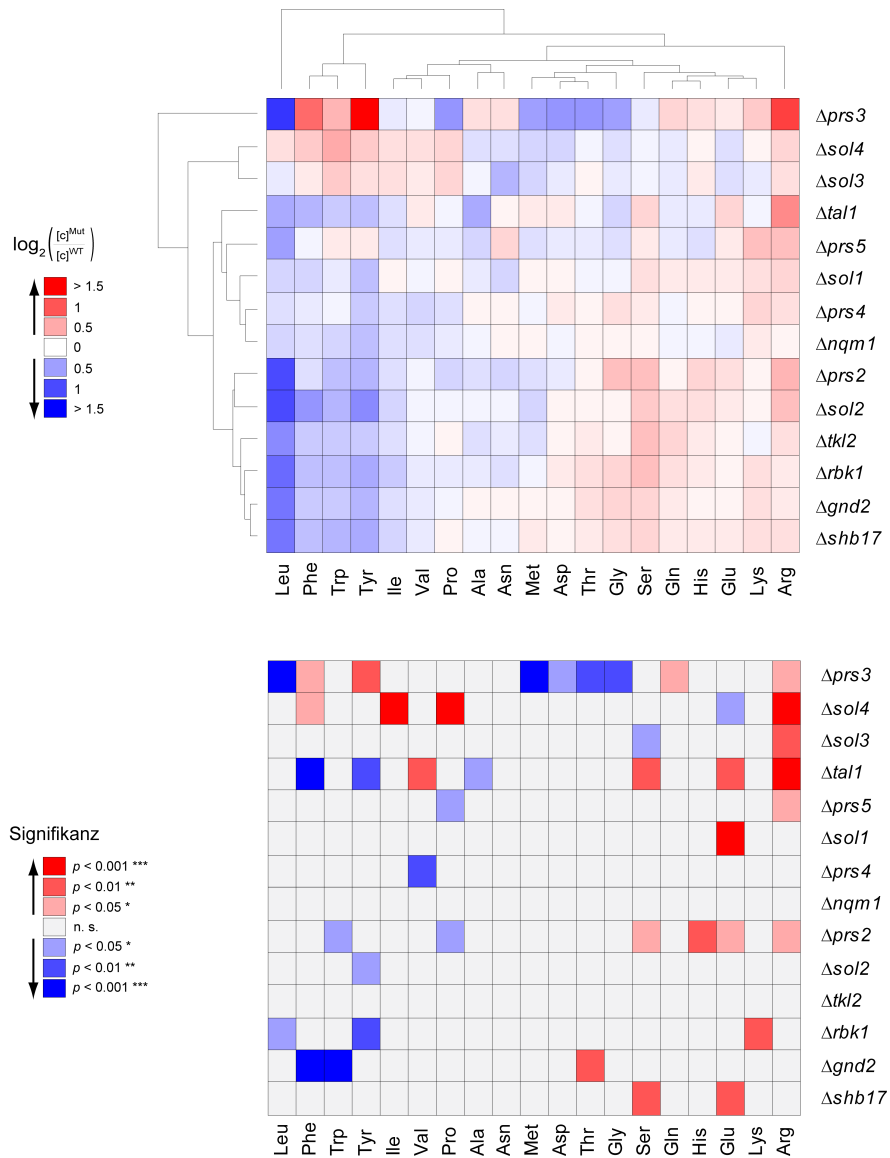 Δprs3
Δsol4
Δsol3
Δtal1
Δprs5
Δsol1
Δprs4
Δnqm1
Δprs2
Δsol2
Δtkl2
Δrbk1
Δgnd2
Δshb17
log₂([c]ᴹᵘᵗ/[c]ᵂᵀ)
> 1.5
1
0.5
0
0.5
1
> 1.5
Leu Phe Trp Tyr Ile Val Pro Ala Asn Met Asp Thr Gly Ser Gln His Glu Lys Arg
Δprs3
Δsol4
Δsol3
Δtal1
Δprs5
Δsol1
Δprs4
Δnqm1
Δprs2
Δsol2
Δtkl2
Δrbk1
Δgnd2
Δshb17
Signifikanz
p < 0.001 ***
p < 0.01 **
p < 0.05 *
n. s.
p < 0.05 *
p < 0.01 **
p < 0.001 ***
Leu Phe Trp Tyr Ile Val Pro Ala Asn Met Asp Thr Gly Ser Gln His Glu Lys Arg